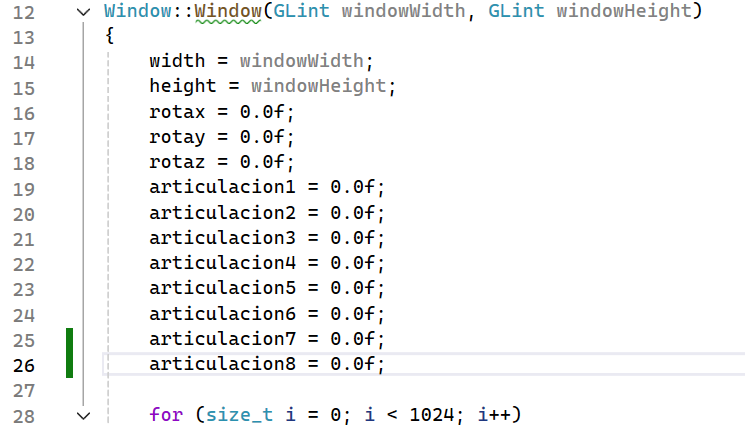 12 Window::Window(GLint windowWidth, GLint windowHeight)
13 {
14 width = windowWidth;
15 height = windowHeight;
16 rotax = 0.0f;
17 rotay = 0.0f;
18 rotaz = 0.0f;
19 articulacion1 = 0.0f;
20 articulacion2 = 0.0f;
21 articulacion3 = 0.0f;
22 articulacion4 = 0.0f;
23 articulacion5 = 0.0f;
24 articulacion6 = 0.0f;
25 articulacion7 = 0.0f;
26 articulacion8 = 0.0f;
27
28 for (size_t i = 0; i < 1024; i++)